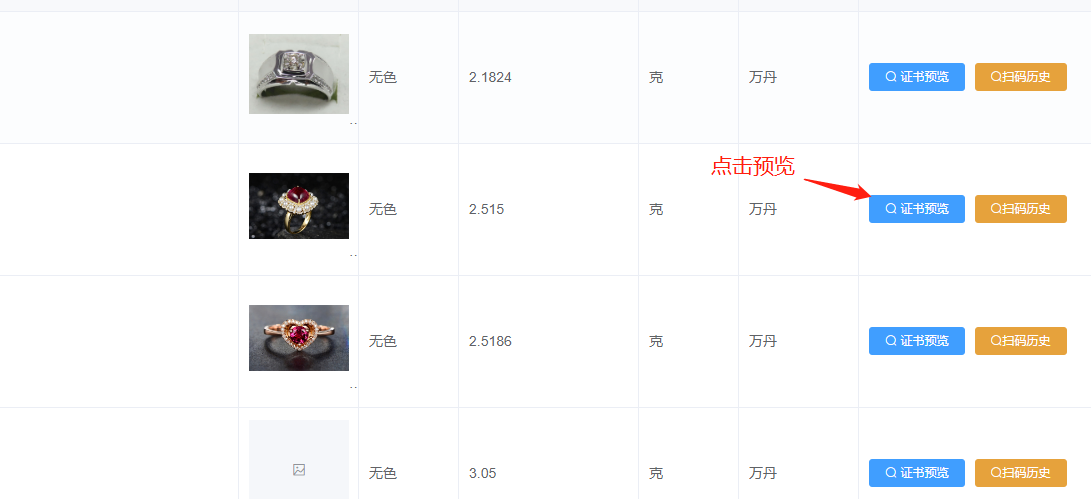 无色 2.1824 克 万丹 证书预览 扫码历史
..
点击预览
无色 2.515 克 万丹 证书预览 扫码历史
..
无色 2.5186 克 万丹 证书预览 扫码历史
..
无色 3.05 克 万丹 证书预览 扫码历史